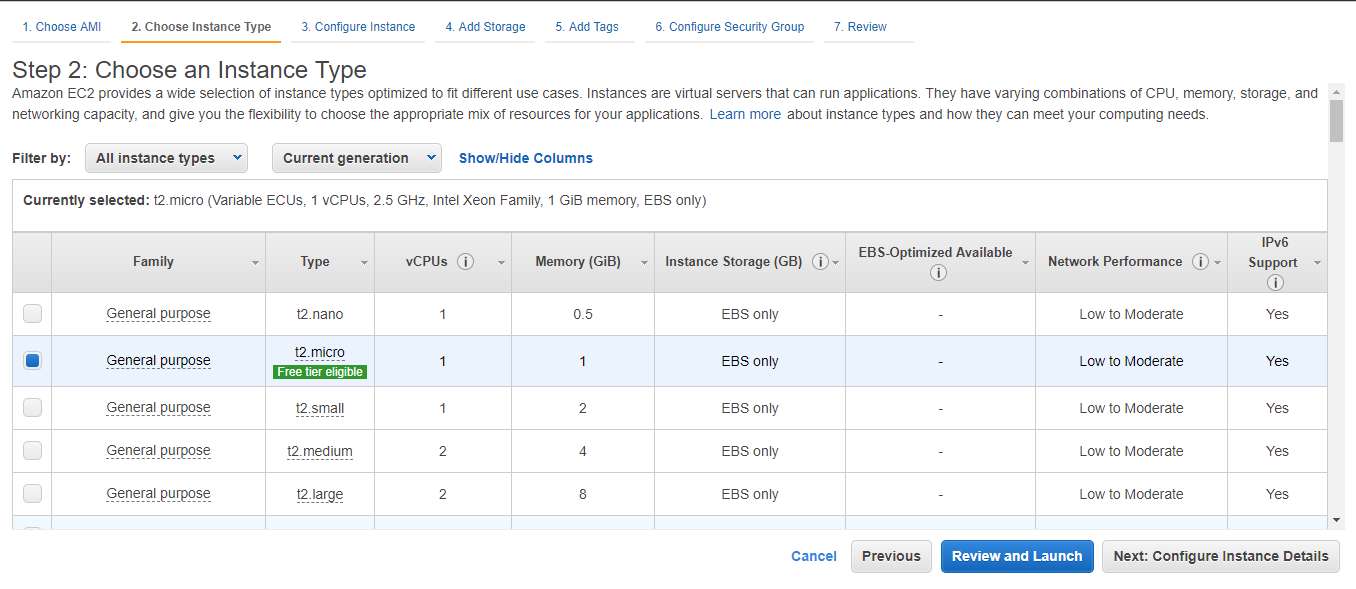 1. Choose AMI 2. Choose Instance Type 3. Configure Instance 4. Add Storage 5. Add Tags 6. Configure Security Group 7. Review
Step 2: Choose an Instance Type
Amazon EC2 provides a wide selection of instance types optimized to fit different use cases. Instances are virtual servers that can run applications. They have varying combinations of CPU, memory, storage, and
networking capacity, and give you the flexibility to choose the appropriate mix of resources for your applications. Learn more about instance types and how they can meet your computing needs.
Filter by: All instance types Current generation Show/Hide Columns
Currently selected: t2.micro (Variable ECUs, 1 vCPUs, 2.5 GHz, Intel Xeon Family, 1 GiB memory, EBS only)
Family Type vCPUs i Memory (GiB) Instance Storage (GB) i EBS-Optimized Available i Network Performance i IPv6 Support i
General purpose t2.nano 1 0.5 EBS only - Low to Moderate Yes
General purpose t2.micro Free tier eligible 1 1 EBS only - Low to Moderate Yes
General purpose t2.small 1 2 EBS only - Low to Moderate Yes
General purpose t2.medium 2 4 EBS only - Low to Moderate Yes
General purpose t2.large 2 8 EBS only - Low to Moderate Yes
Cancel Previous Review and Launch Next: Configure Instance Details